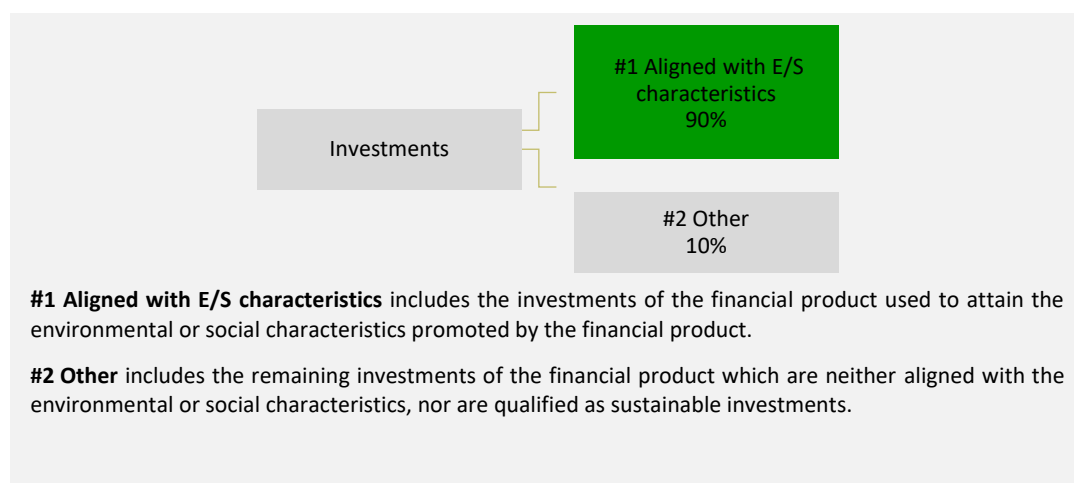 #1 Aligned with E/S
characteristics
90%
Investments
#2 Other
10%
#1 Aligned with E/S characteristics includes the investments of the financial product used to attain the
environmental or social characteristics promoted by the financial product.
#2 Other includes the remaining investments of the financial product which are neither aligned with the
environmental or social characteristics, nor are qualified as sustainable investments.